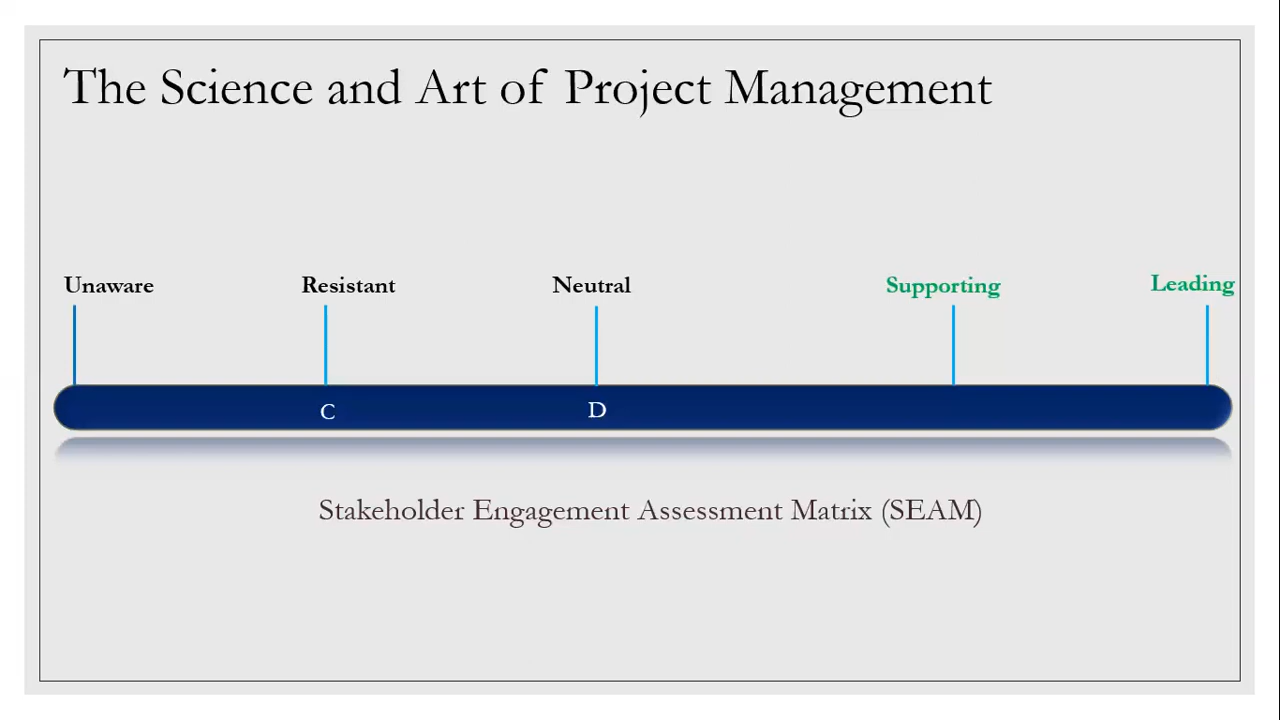 The Science and Art of Project Management
Unaware Resistant Neutral Supporting Leading
C D
Stakeholder Engagement Assessment Matrix (SEAM)